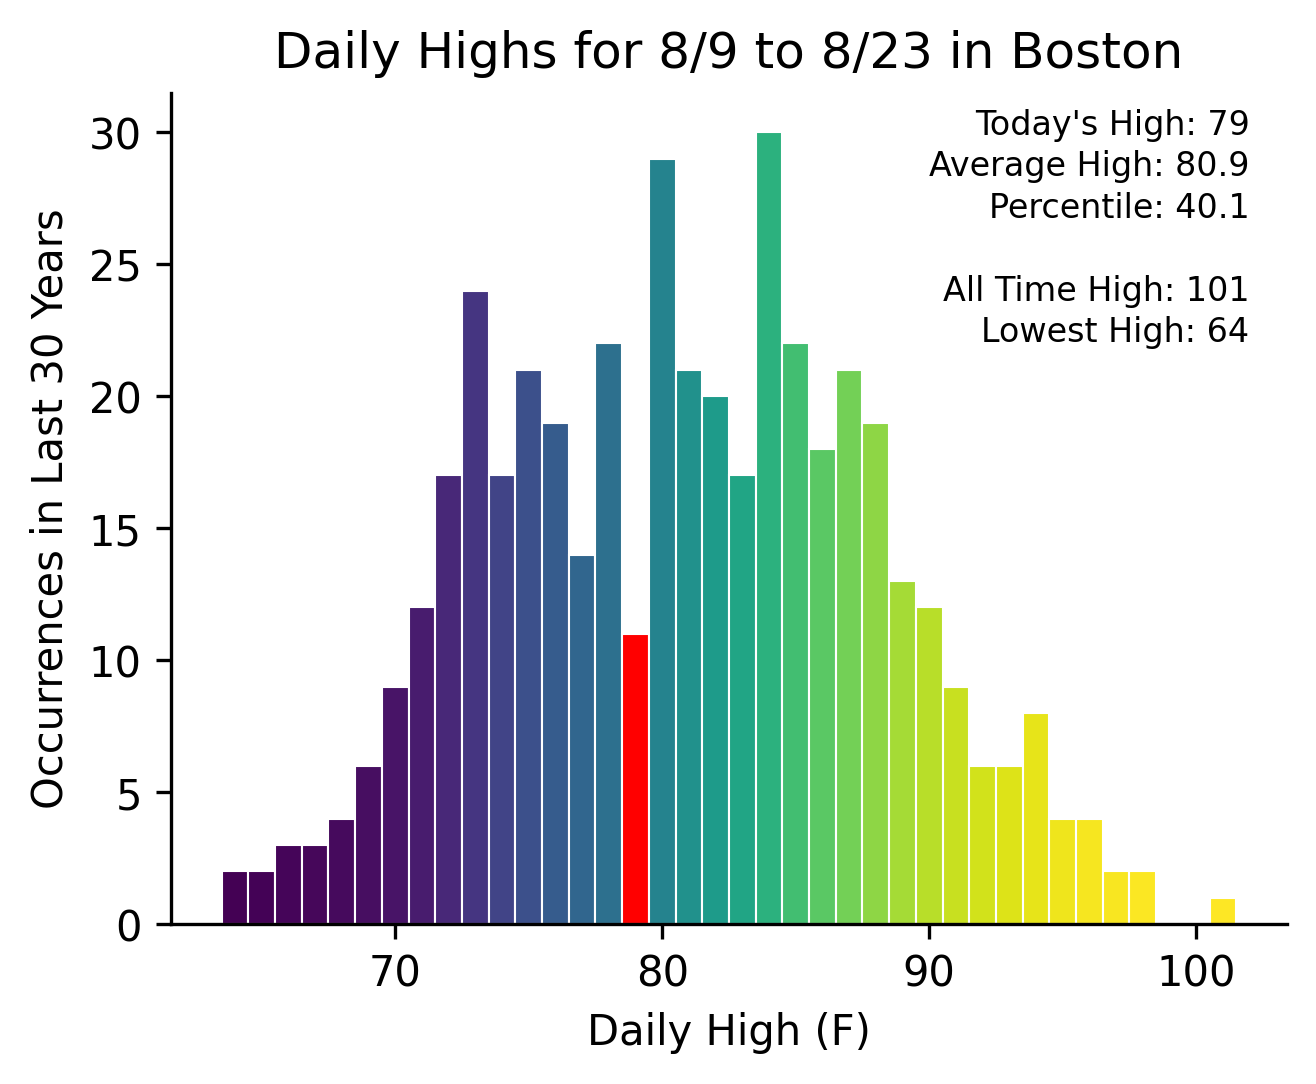 Daily Highs for 8/9 to 8/23 in Boston
Today's High: 79
Average High: 80.9
Percentile: 40.1
All Time High: 101
Lowest High: 64
Occurrences in Last 30 Years
30
25
20
15
10
5
0
70
80
90
100
Daily High (F)